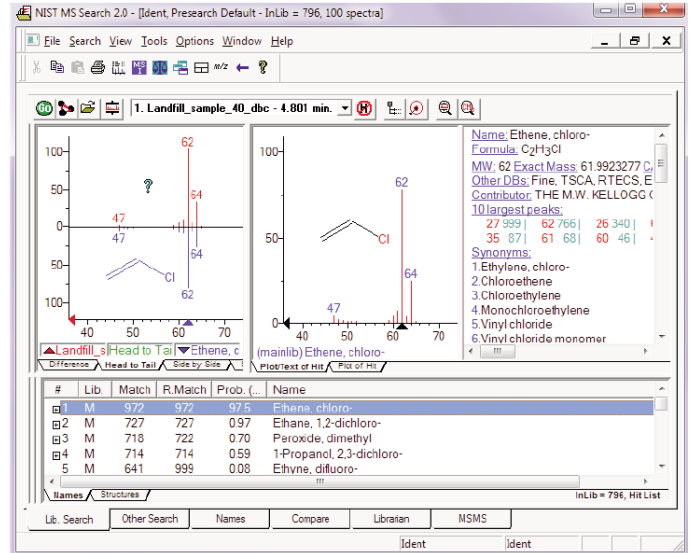 NIST MS Search 2.0 - [Ident, Presearch Default - InLib = 796, 100 spectra]
File Search View Tools Options Window Help
m/z
Go 1. Landfill_sample_40_dbc - 4.801 min.
100
50
0
50
100
62
64
47
47
64
62
?
Cl
40 50 60 70
Landfill_s Head to Tail Ethene, c
Difference Head to Tail Side by Side
100
50
62
64
47
Cl
40 50 60 70
(mainlib) Ethene, chloro-
Plot/Text of Hit Plot of Hit
Name: Ethene, chloro-
Formula: C₂H₃Cl
MW: 62 Exact Mass: 61.9923277 C
Other DBs: Fine, TSCA, RTECS, E
Contributor: THE M.W. KELLOGG
10 largest peaks:
27 999 | 62 766 | 26 340 |
35 87 | 61 68 | 60 46 |
Synonyms:
1.Ethylene, chloro-
2.Chloroethene
3.Chloroethylene
4.Monochloroethylene
5.Vinyl chloride
6.Vinyl chloride monomer
# Lib. Match R.Match Prob. (... Name
1 M 972 972 97.5 Ethene, chloro-
2 M 727 727 0.97 Ethane, 1,2-dichloro-
3 M 718 722 0.70 Peroxide, dimethyl
4 M 714 714 0.59 1-Propanol, 2,3-dichloro-
5 M 641 999 0.08 Ethyne, difluoro-
Names Structures InLib = 796, Hit List
Lib. Search Other Search Names Compare Librarian MSMS
Ident Ident